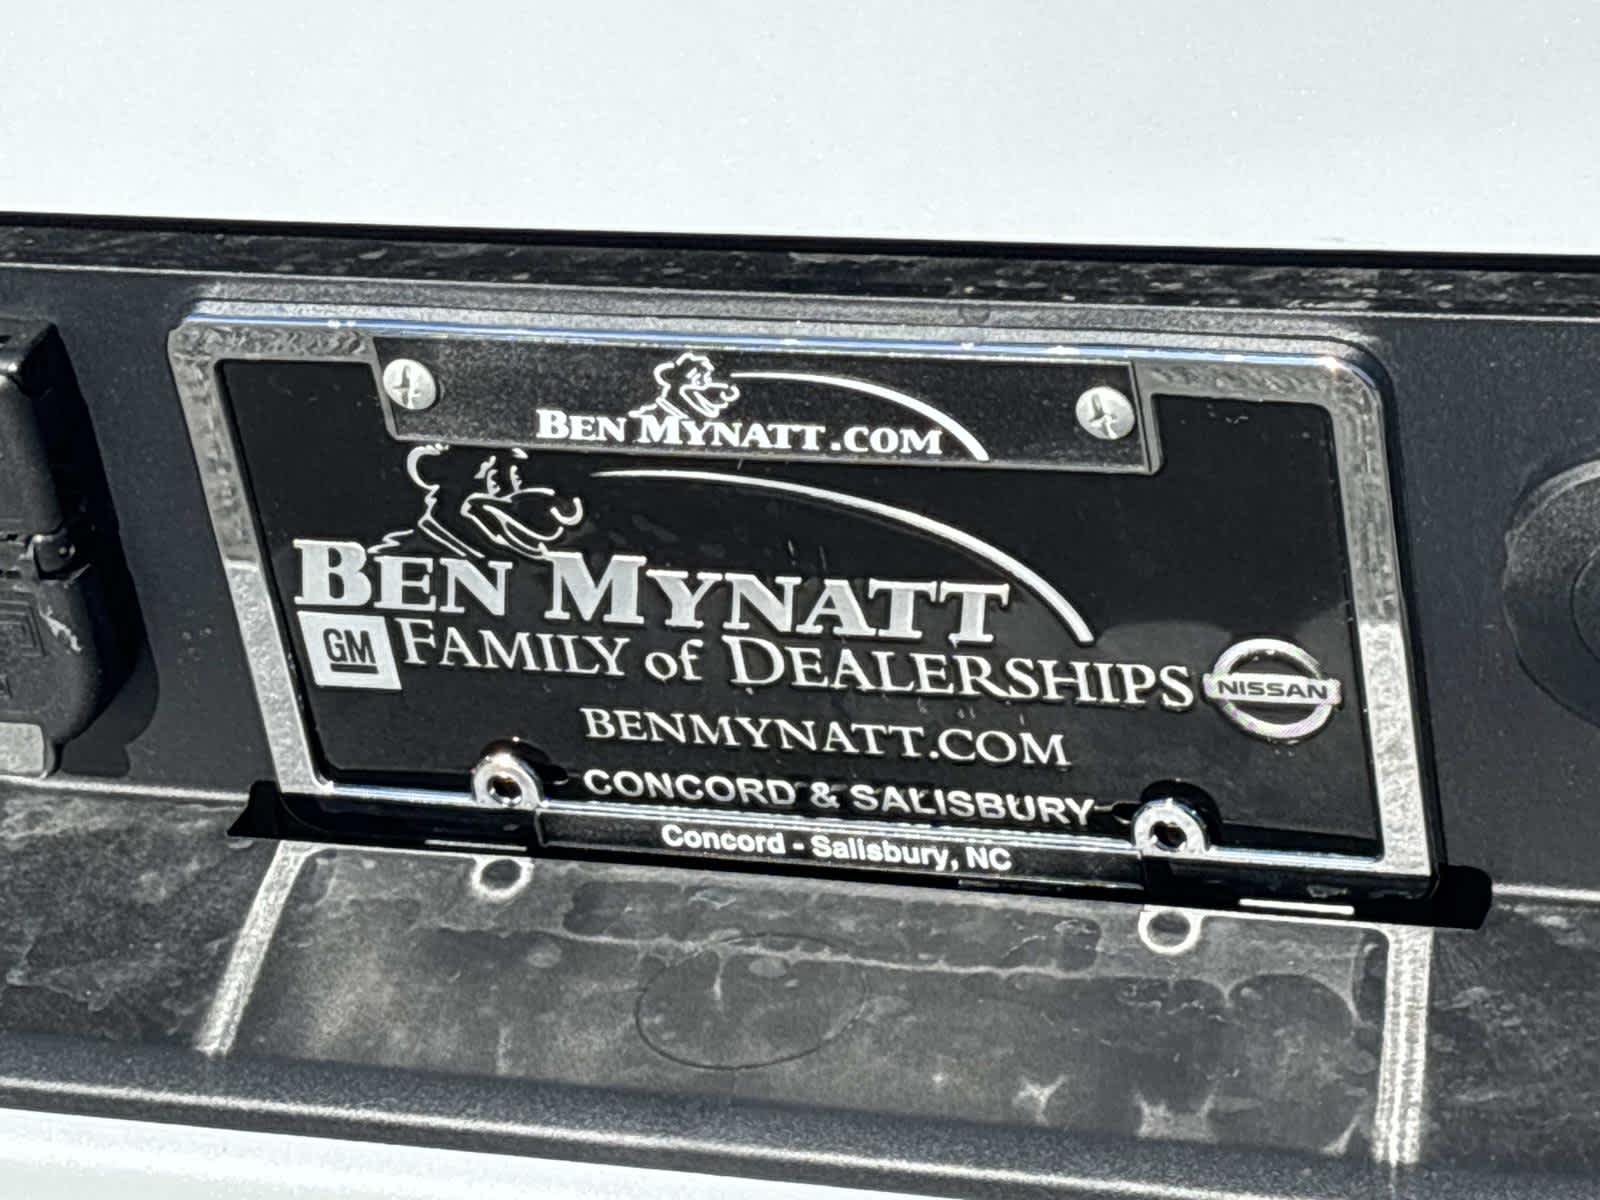 BEN MYNATT.COM
BEN MYNATT
GM FAMILY of DEALERSHIPS NISSAN
BENMYNATT.COM
CONCORD & SALISBURY
Concord - Salisbury, NC